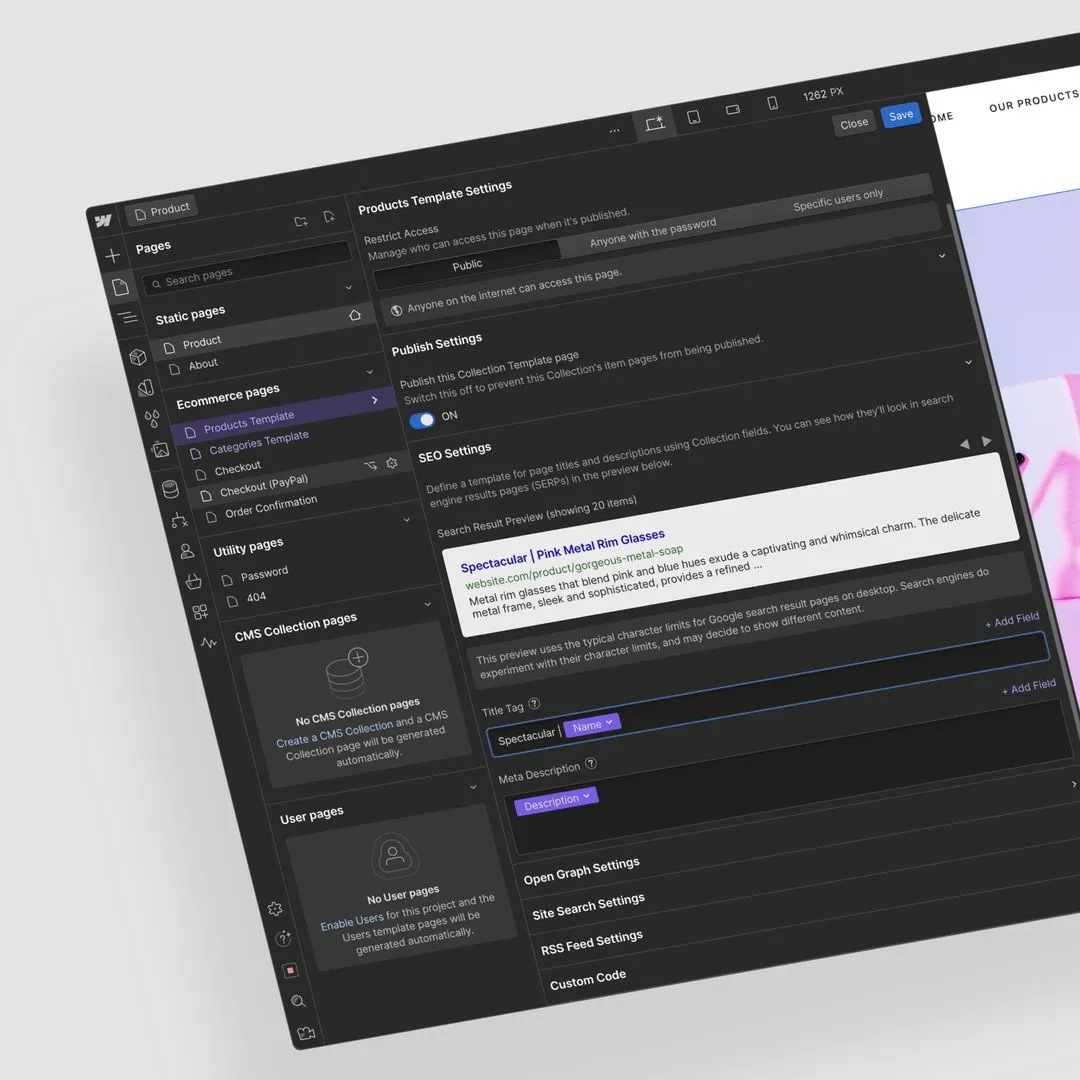 1262 PX
Product
Close
Save
OME
OUR PRODUCTS
Pages
Search pages
Static pages
Product
About
Ecommerce pages
Products Template
Categories Template
Checkout
Checkout (PayPal)
Order Confirmation
Utility pages
Password
404
CMS Collection pages
No CMS Collection pages
Create a CMS Collection and a CMS
Collection page will be generated
automatically.
User pages
No User pages
Enable Users for this project and the
Users template pages will be
generated automatically.
Products Template Settings
Restrict Access
Manage who can access this page when it's published.
Public
Anyone with the password
Specific users only
Anyone on the internet can access this page.
Publish Settings
Publish this Collection Template page
Switch this off to prevent this Collection's item pages from being published.
ON
SEO Settings
Define a template for page titles and descriptions using Collection fields. You can see how they'll look in search
engine results pages (SERPs) in the preview below.
Search Result Preview (showing 20 items)
Spectacular | Pink Metal Rim Glasses
website.com/product/gorgeous-metal-soap
Metal rim glasses that blend pink and blue hues exude a captivating and whimsical charm. The delicate
metal frame, sleek and sophisticated, provides a refined ...
This preview uses the typical character limits for Google search result pages on desktop. Search engines do
experiment with their character limits, and may decide to show different content.
Title Tag
+ Add Field
Spectacular | Name
Meta Description
+ Add Field
Description
Open Graph Settings
Site Search Settings
RSS Feed Settings
Custom Code